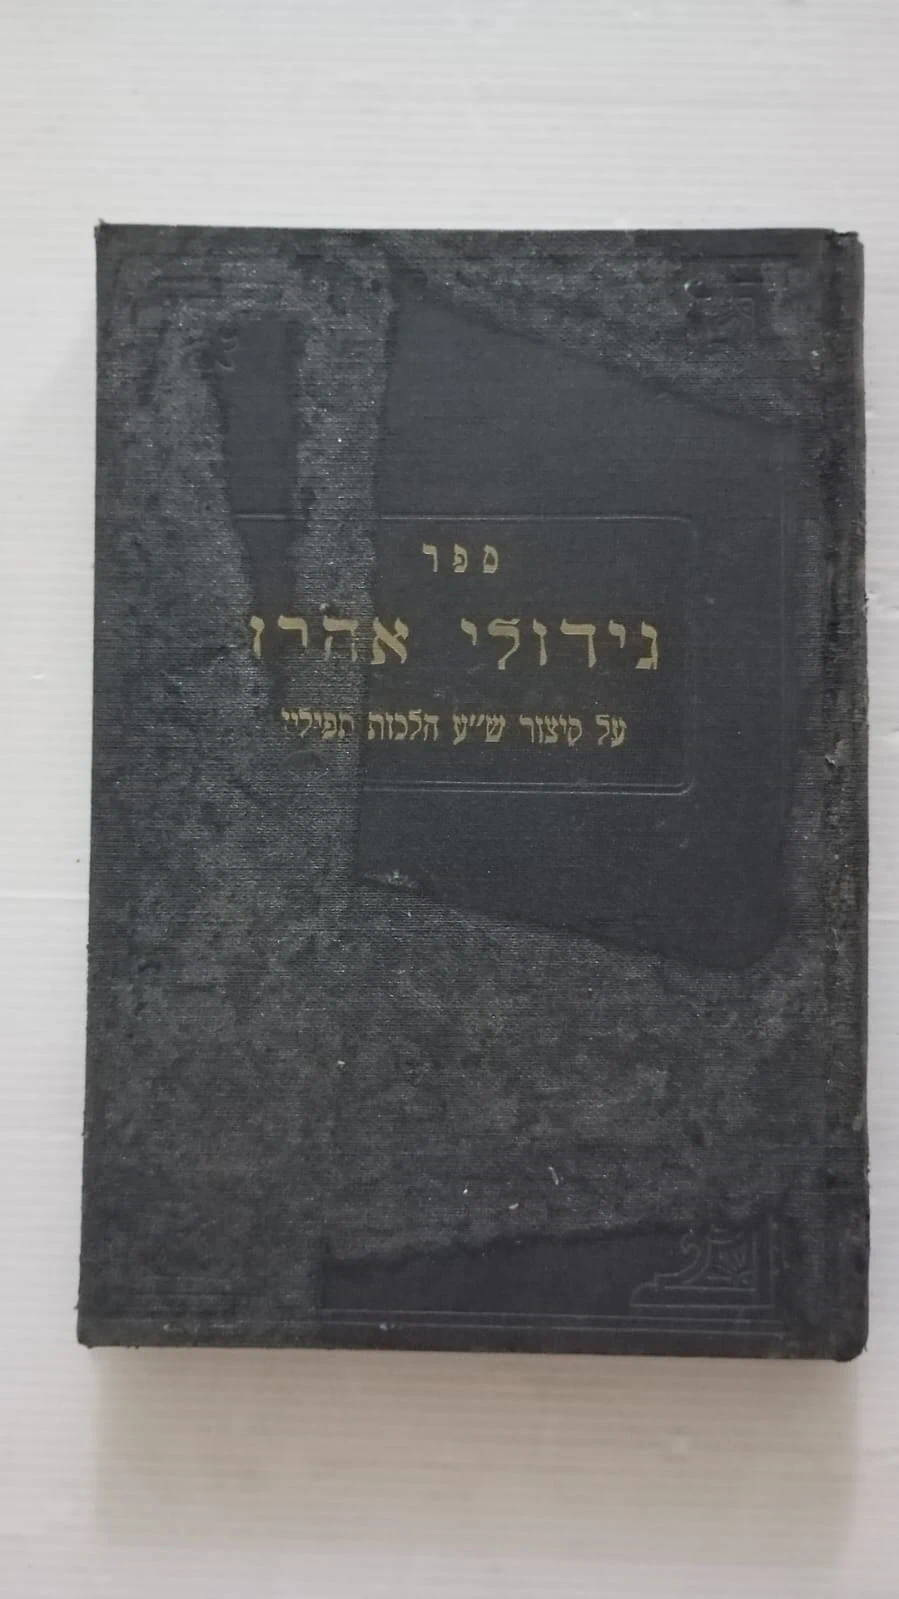 ספר
גידולי אהרן
על קיצור ש"ע הלכות תפילין